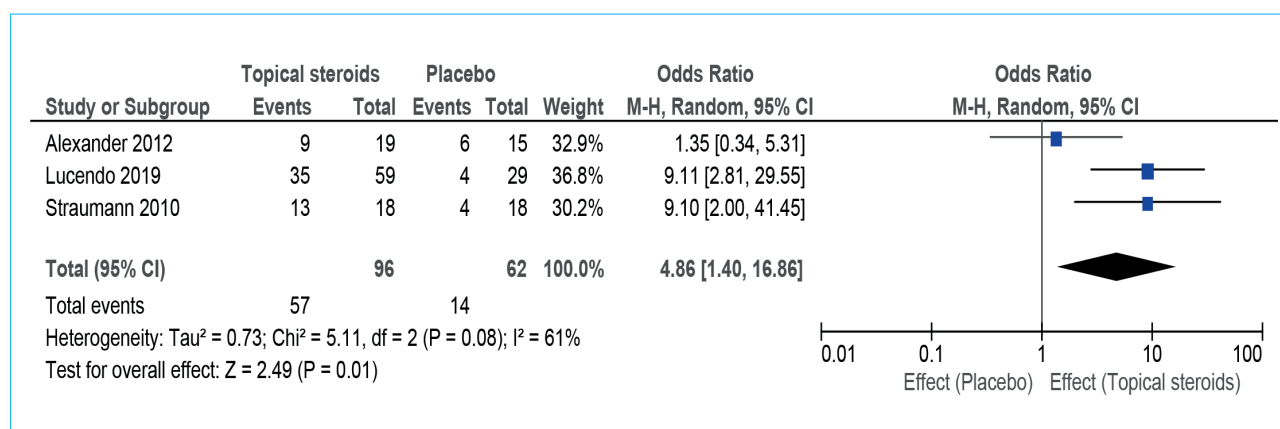 Topical steroids Placebo Odds Ratio Odds Ratio
Study or Subgroup Events Total Events Total Weight M-H, Random, 95% CI M-H, Random, 95% CI
Alexander 2012 9 19 6 15 32.9% 1.35 [0.34, 5.31]
Lucendo 2019 35 59 4 29 36.8% 9.11 [2.81, 29.55]
Straumann 2010 13 18 4 18 30.2% 9.10 [2.00, 41.45]
Total (95% CI) 96 62 100.0% 4.86 [1.40, 16.86]
Total events 57 14
Heterogeneity: Tau² = 0.73; Chi² = 5.11, df = 2 (P = 0.08); I² = 61%
Test for overall effect: Z = 2.49 (P = 0.01)
0.01 0.1 1 10 100
Effect (Placebo) Effect (Topical steroids)